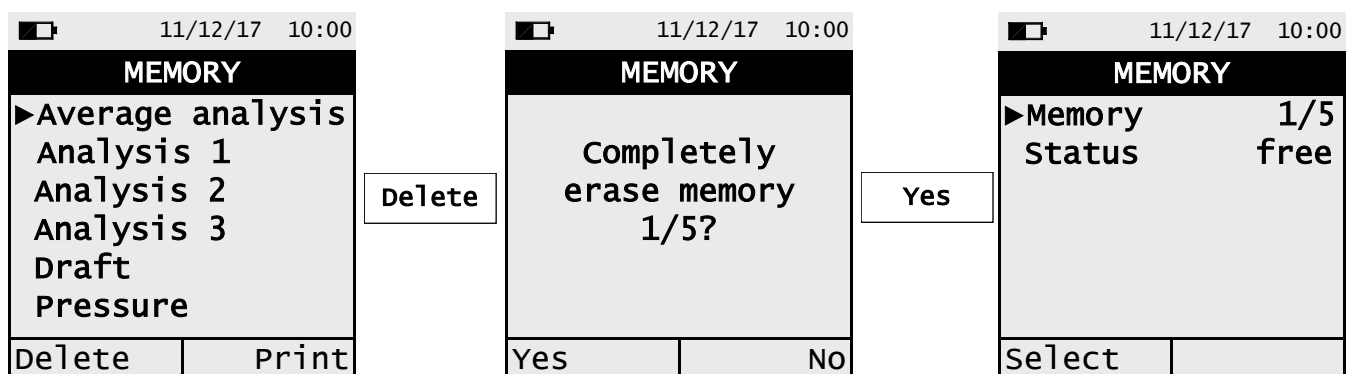 11/12/17 10:00
MEMORY
►Average analysis
Analysis 1
Analysis 2
Analysis 3
Draft
Pressure
Delete Print
Delete
11/12/17 10:00
MEMORY
Completely
erase memory
1/5?
Yes No
Yes
11/12/17 10:00
MEMORY
►Memory 1/5
Status free
Select